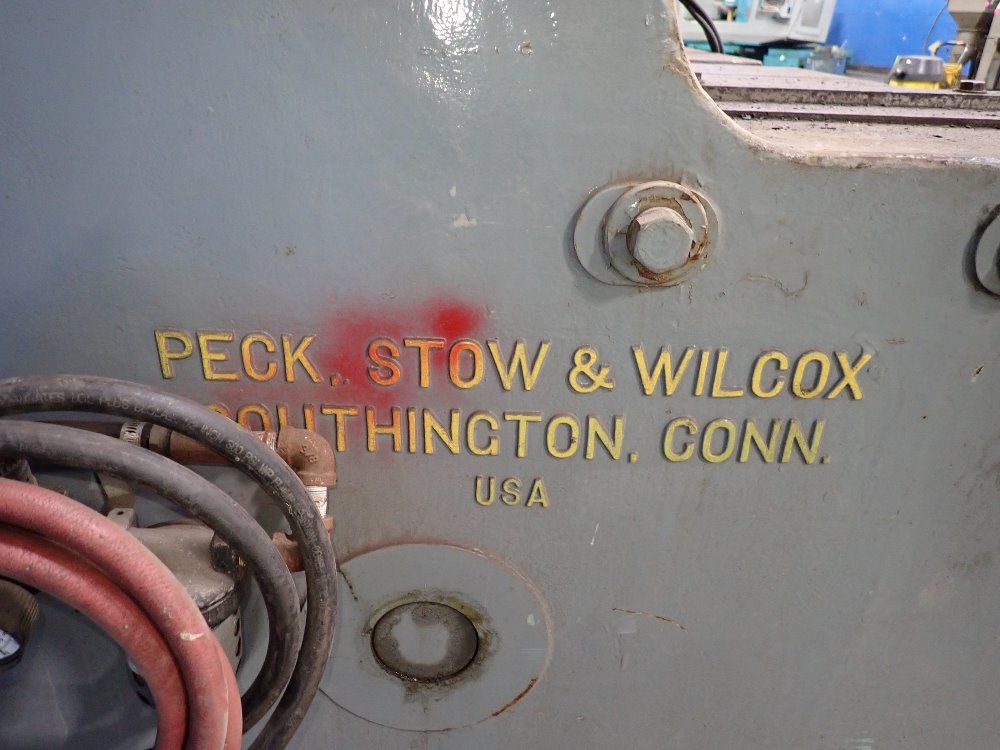 PECK, STOW & WILCOX
SOUTHINGTON, CONN.
USA